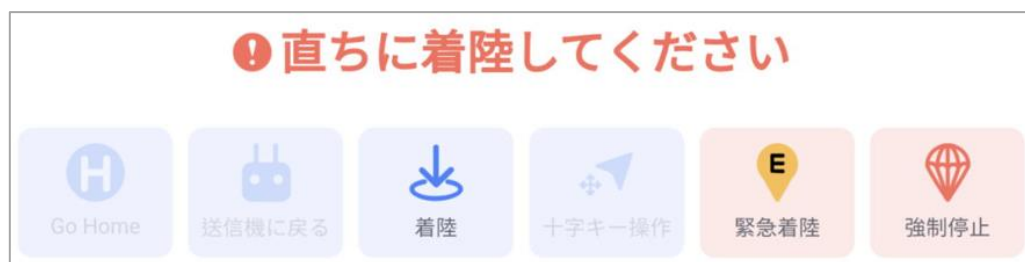 直ちに着陸してください
H
E
Go Home
送信機に戻る
着陸
十字キー操作
緊急着陸
強制停止